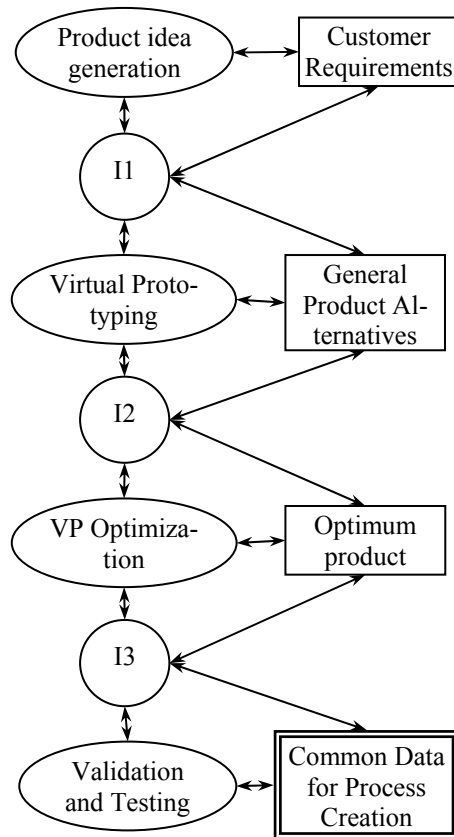 Product idea
generation
Customer
Requirements
I1
Virtual Proto-
typing
General
Product Al-
ternatives
I2
VP Optimiza-
tion
Optimum
product
I3
Validation
and Testing
Common Data
for Process
Creation